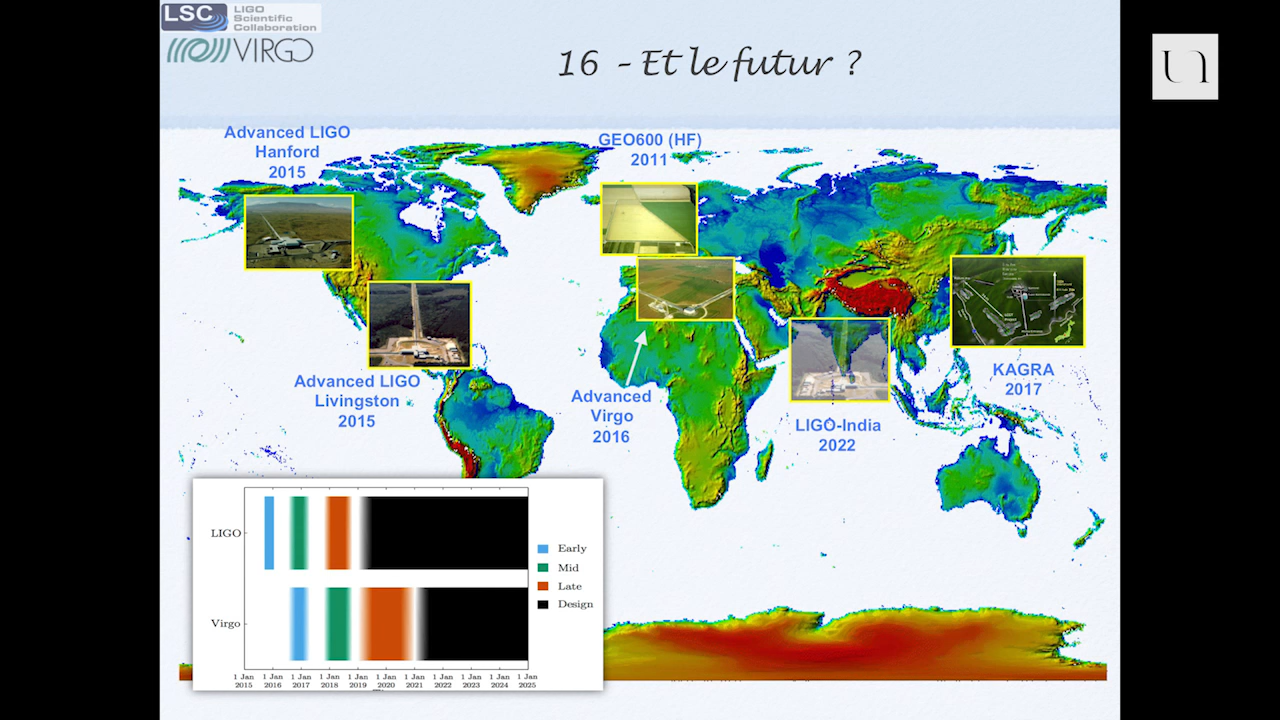 LSC
LIGO
Scientific
Collaboration
VIRGO
16 - Et le futur ?
Advanced LIGO
Hanford
2015
GEO600 (HF)
2011
Advanced LIGO
Livingston
2015
Advanced
Virgo
2016
LIGO-India
2022
KAGRA
2017
LIGO
Virgo
Early
Mid
Late
Design
1 Jan 1 Jan 1 Jan 1 Jan 1 Jan 1 Jan 1 Jan 1 Jan 1 Jan 1 Jan 1 Jan
2015 2016 2017 2018 2019 2020 2021 2022 2023 2024 2025